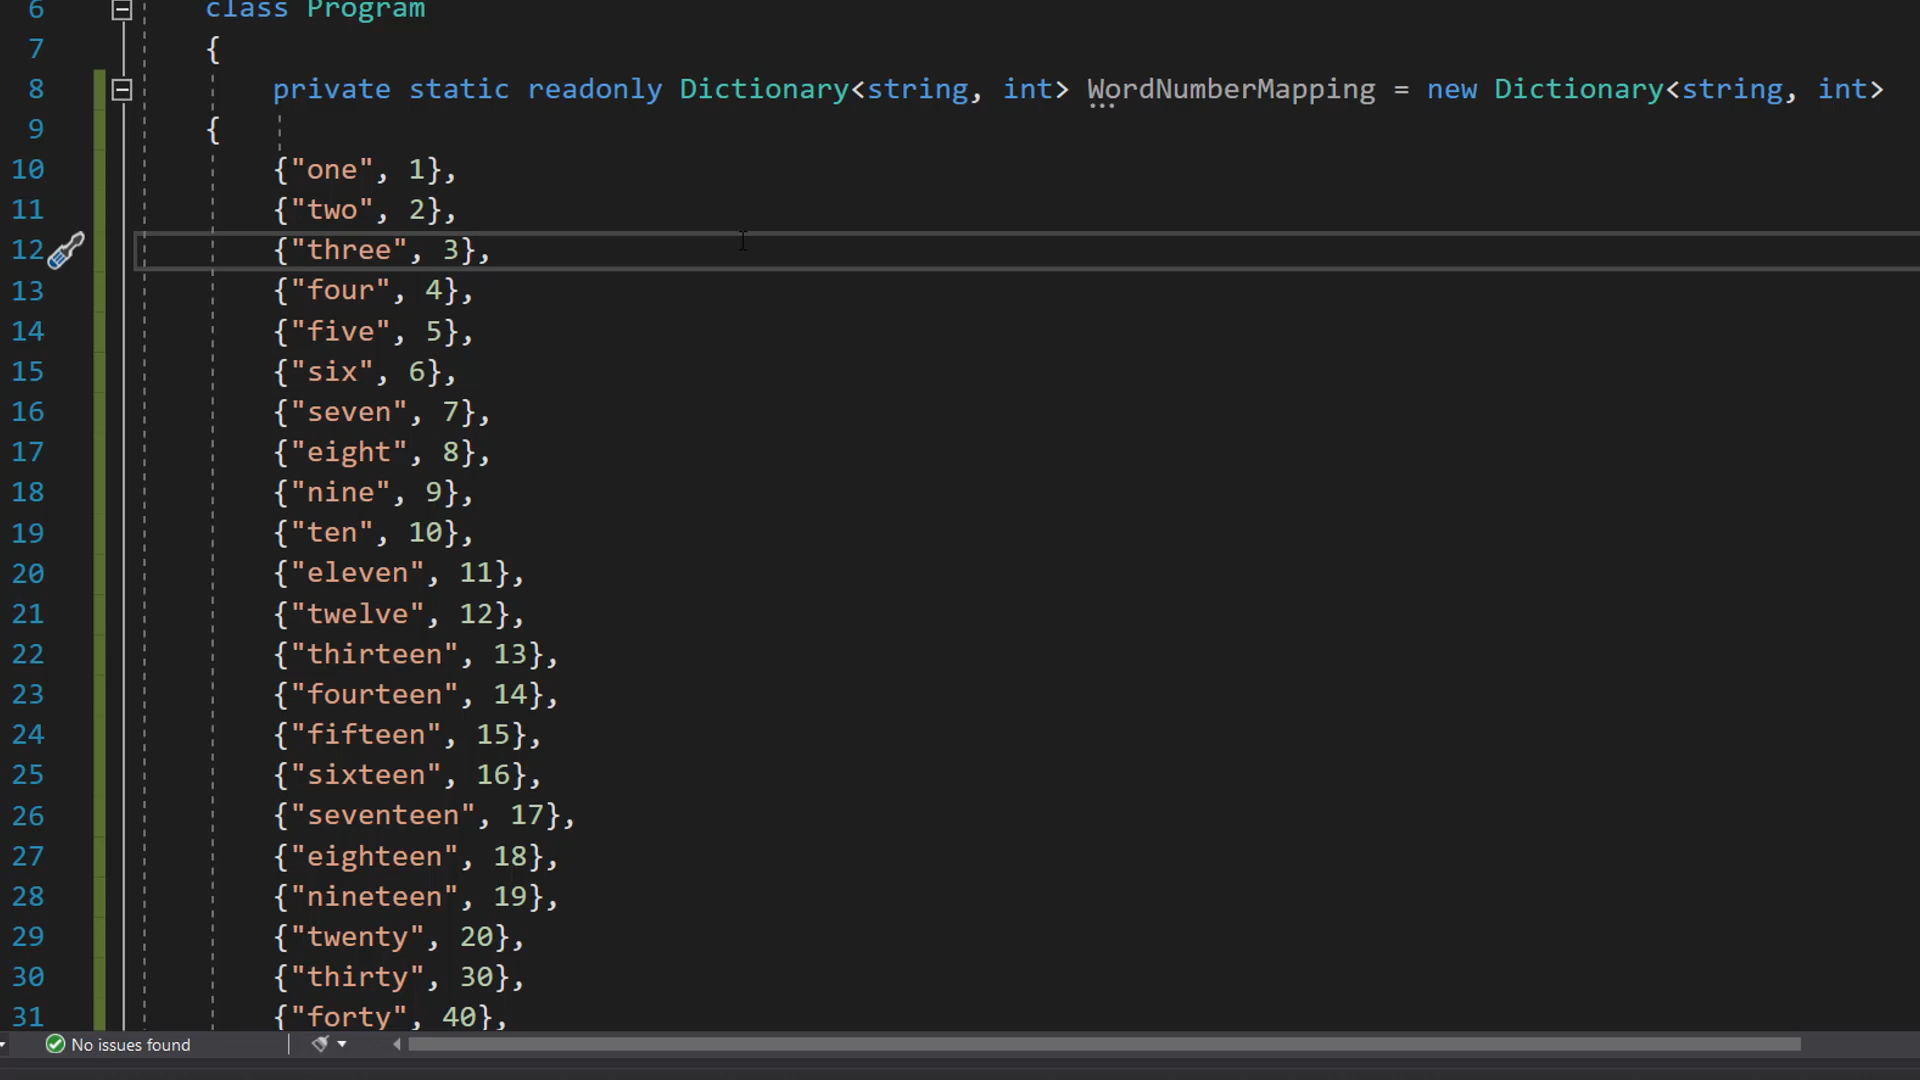 6 class Program
7 {
8 private static readonly Dictionary<string, int> WordNumberMapping = new Dictionary<string, int>
9 {
10 {"one", 1},
11 {"two", 2},
12 {"three", 3},
13 {"four", 4},
14 {"five", 5},
15 {"six", 6},
16 {"seven", 7},
17 {"eight", 8},
18 {"nine", 9},
19 {"ten", 10},
20 {"eleven", 11},
21 {"twelve", 12},
22 {"thirteen", 13},
23 {"fourteen", 14},
24 {"fifteen", 15},
25 {"sixteen", 16},
26 {"seventeen", 17},
27 {"eighteen", 18},
28 {"nineteen", 19},
29 {"twenty", 20},
30 {"thirty", 30},
31 {"forty", 40},
No issues found